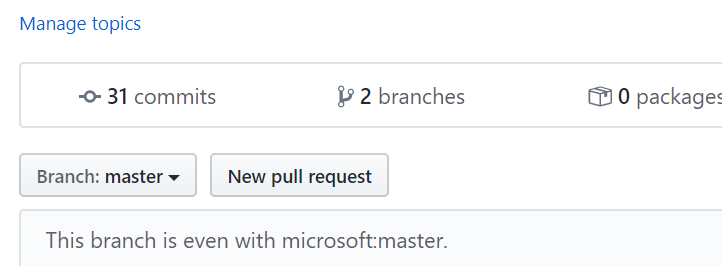 Manage topics
31 commits 2 branches 0 packages
Branch: master New pull request
This branch is even with microsoft:master.